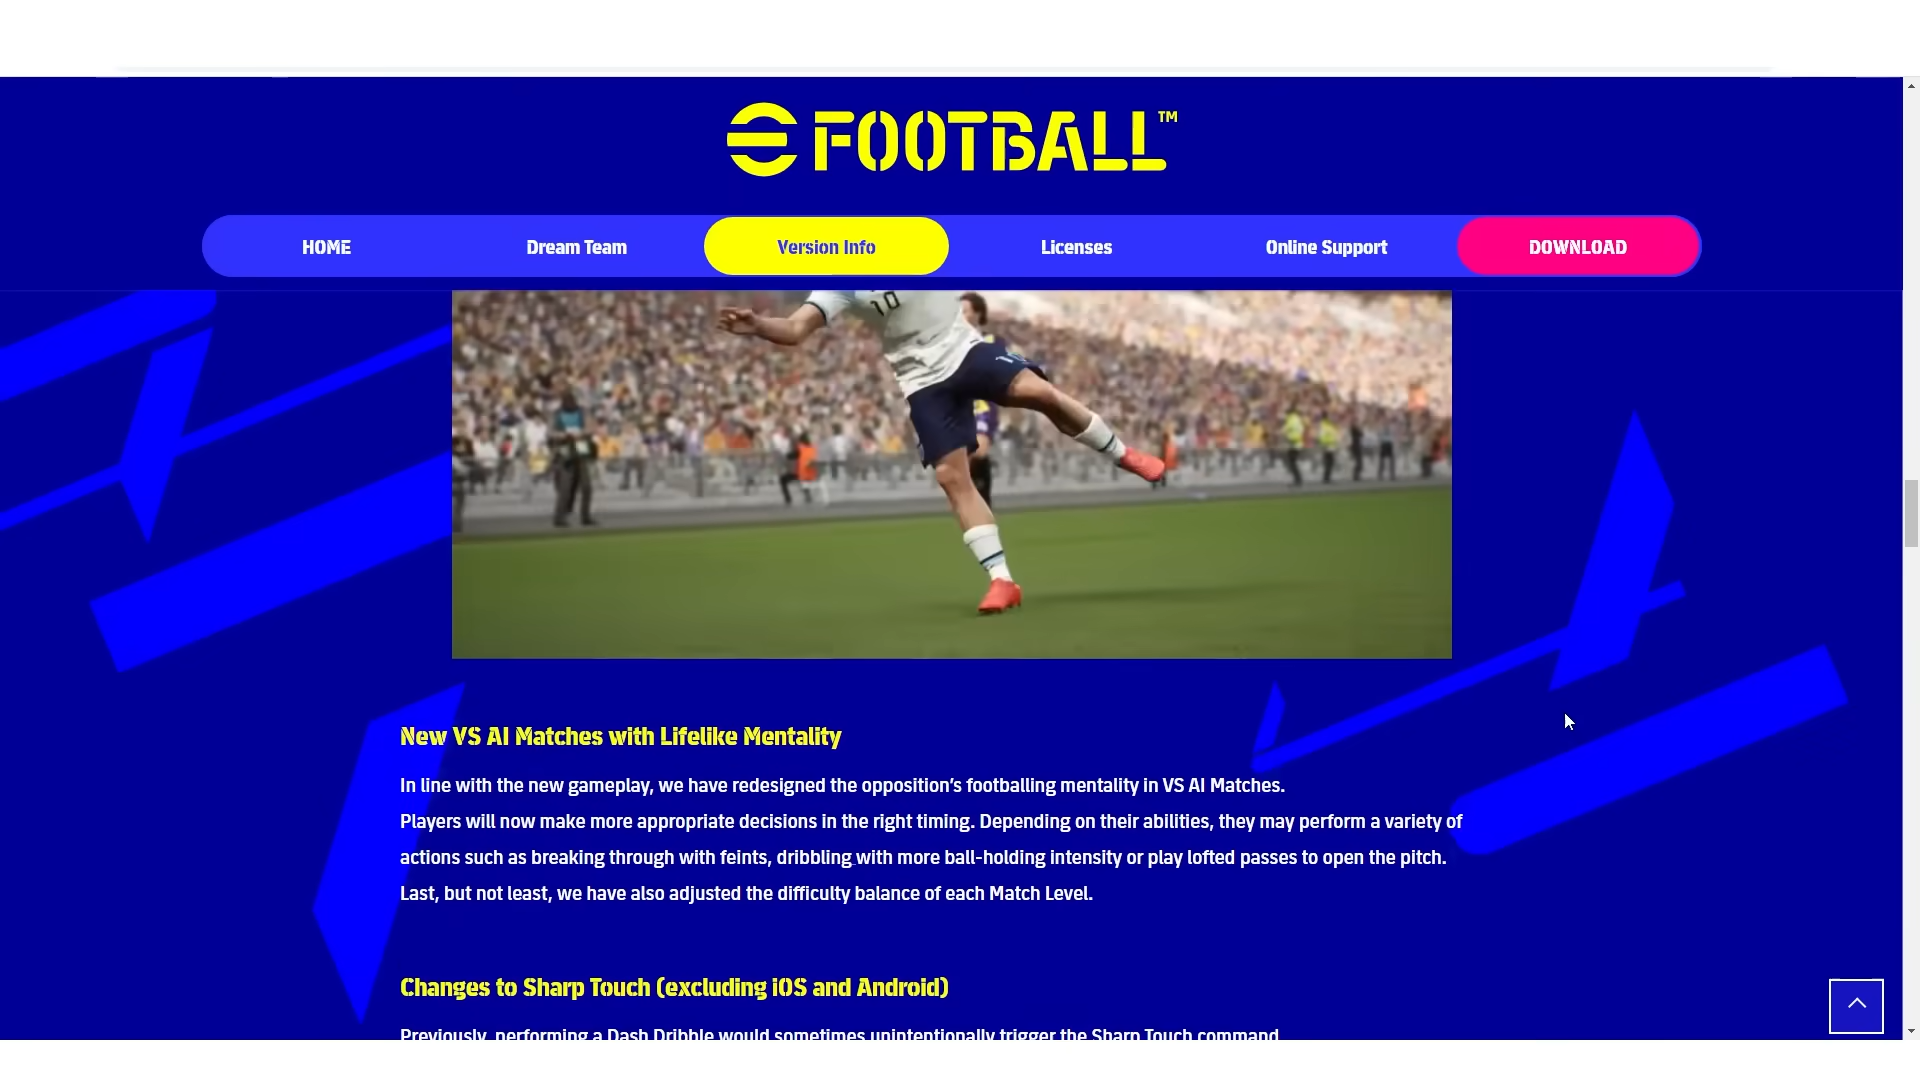 FOOTBALL™
HOME Dream Team Version Info Licenses Online Support DOWNLOAD
10
New VS AI Matches with Lifelike Mentality
In line with the new gameplay, we have redesigned the opposition’s footballing mentality in VS AI Matches.
Players will now make more appropriate decisions in the right timing. Depending on their abilities, they may perform a variety of
actions such as breaking through with feints, dribbling with more ball-holding intensity or play lofted passes to open the pitch.
Last, but not least, we have also adjusted the difficulty balance of each Match Level.
Changes to Sharp Touch (excluding iOS and Android)
Previously, performing a Dash Dribble would sometimes unintentionally trigger the Sharp Touch command.